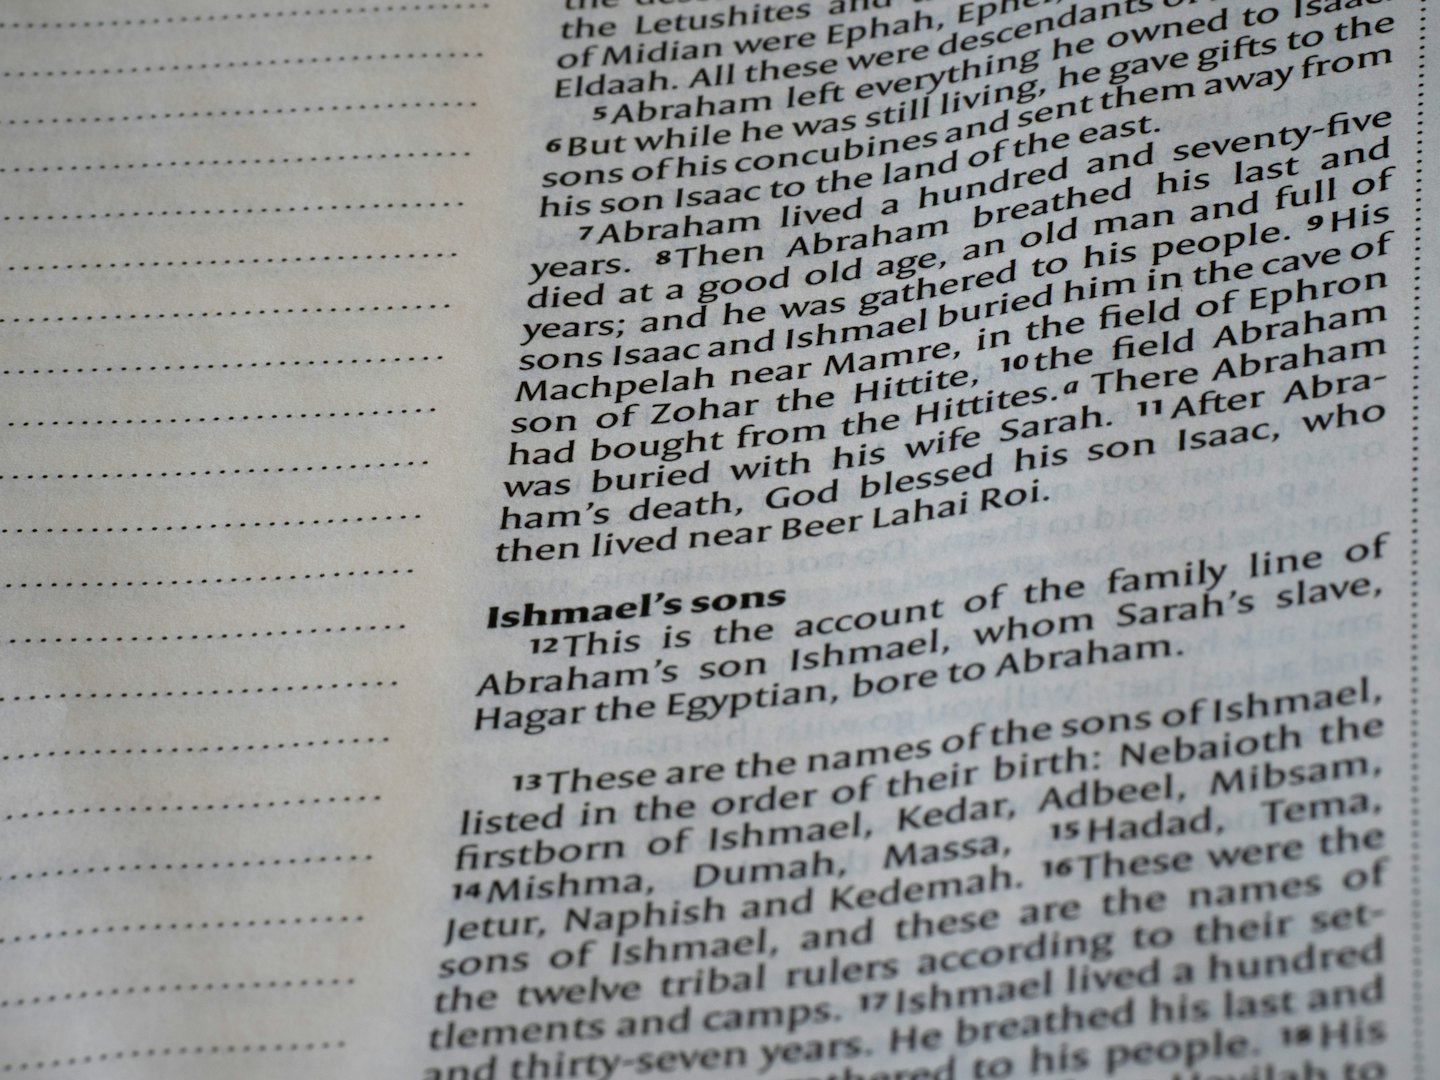 the Letushites and
of Midian were Ephah, Epher,
Eldaah. All these were descendants of
5 Abraham left everything he owned to Isaac.
6 But while he was still living, he gave gifts to the
sons of his concubines and sent them away from
his son Isaac to the land of the east.
7 Abraham lived a hundred and seventy-five
years. 8 Then Abraham breathed his last and
died at a good old age, an old man and full of
years; and he was gathered to his people. 9 His
sons Isaac and Ishmael buried him in the cave of
Machpelah near Mamre, in the field of Ephron
son of Zohar the Hittite, 10 the field Abraham
had bought from the Hittites.a There Abraham
was buried with his wife Sarah. 11 After Abra-
ham’s death, God blessed his son Isaac, who
then lived near Beer Lahai Roi.
Ishmael’s sons
12 This is the account of the family line of
Abraham’s son Ishmael, whom Sarah’s slave,
Hagar the Egyptian, bore to Abraham.
13 These are the names of the sons of Ishmael,
listed in the order of their birth: Nebaioth the
firstborn of Ishmael, Kedar, Adbeel, Mibsam,
14 Mishma, Dumah, Massa, 15 Hadad, Tema,
Jetur, Naphish and Kedemah. 16 These were the
sons of Ishmael, and these are the names of
the twelve tribal rulers according to their set-
tlements and camps. 17 Ishmael lived a hundred
and thirty-seven years. He breathed his last and
gathered to his people. 18 His
Havilah to